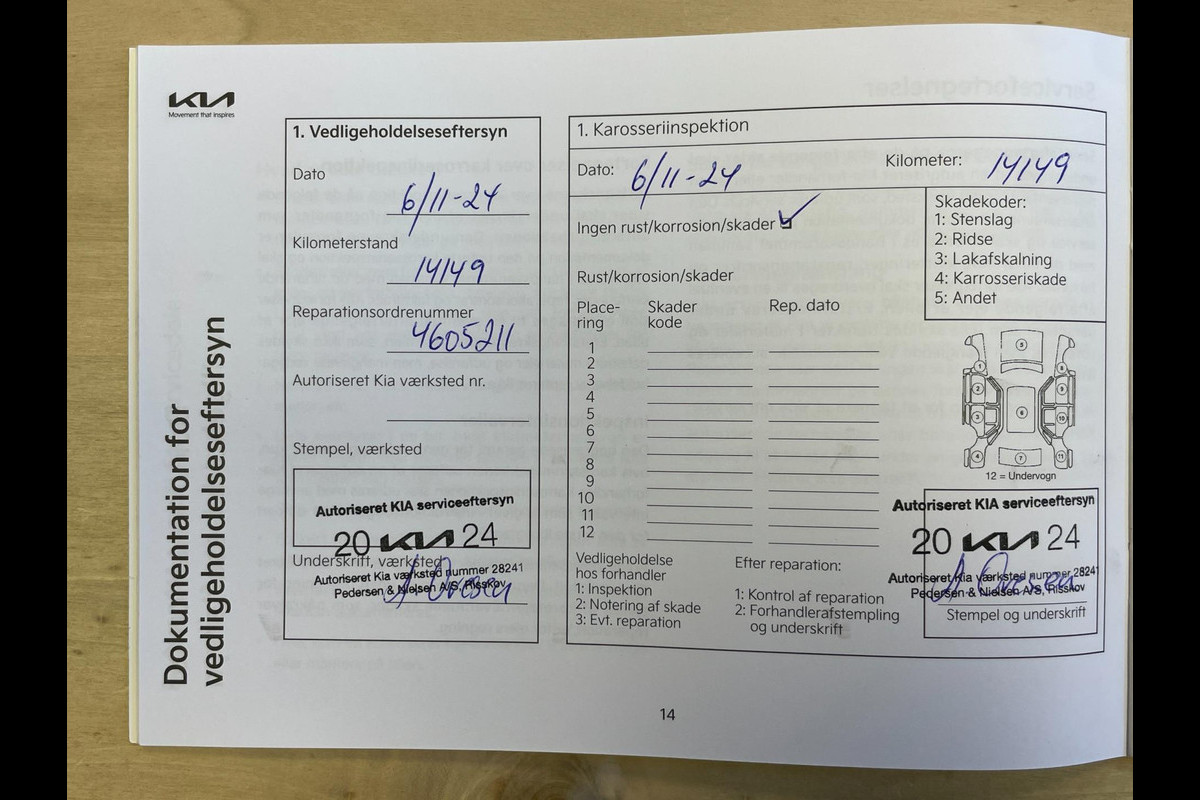 KIA
Movement that inspires
Dokumentation for
vedligeholdelseseftersyn
1. Vedligeholdelseseftersyn
Dato
6/11-24
Kilometerstand
14149
Reparationsordrenummer
4605211
Autoriseret Kia værksted nr.
Stempel, værksted
Autoriseret KIA serviceeftersyn
20 KIA 24
Underskrift, værksted
Autoriseret Kia værksted nummer 28241
Pedersen & Nielsen A/S, Risskov
1. Karosseriinspektion
Dato: 6/11-24 Kilometer: 14149
Ingen rust/korrosion/skader
Rust/korrosion/skader
Place-
ring
Skader
kode
Rep. dato
1
2
3
4
5
6
7
8
9
10
11
12
Skadekoder:
1: Stenslag
2: Ridse
3: Lakafskalning
4: Karrosseriskade
5: Andet
12 = Undervogn
Vedligeholdelse
hos forhandler
1: Inspektion
2: Notering af skade
3: Evt. reparation
Efter reparation:
1: Kontrol af reparation
2: Forhandlerafstempling
og underskrift
Autoriseret KIA serviceeftersyn
20 KIA 24
Autoriseret Kia værksted nummer 28241
Pedersen & Nielsen A/S, Risskov
Stempel og underskrift
14